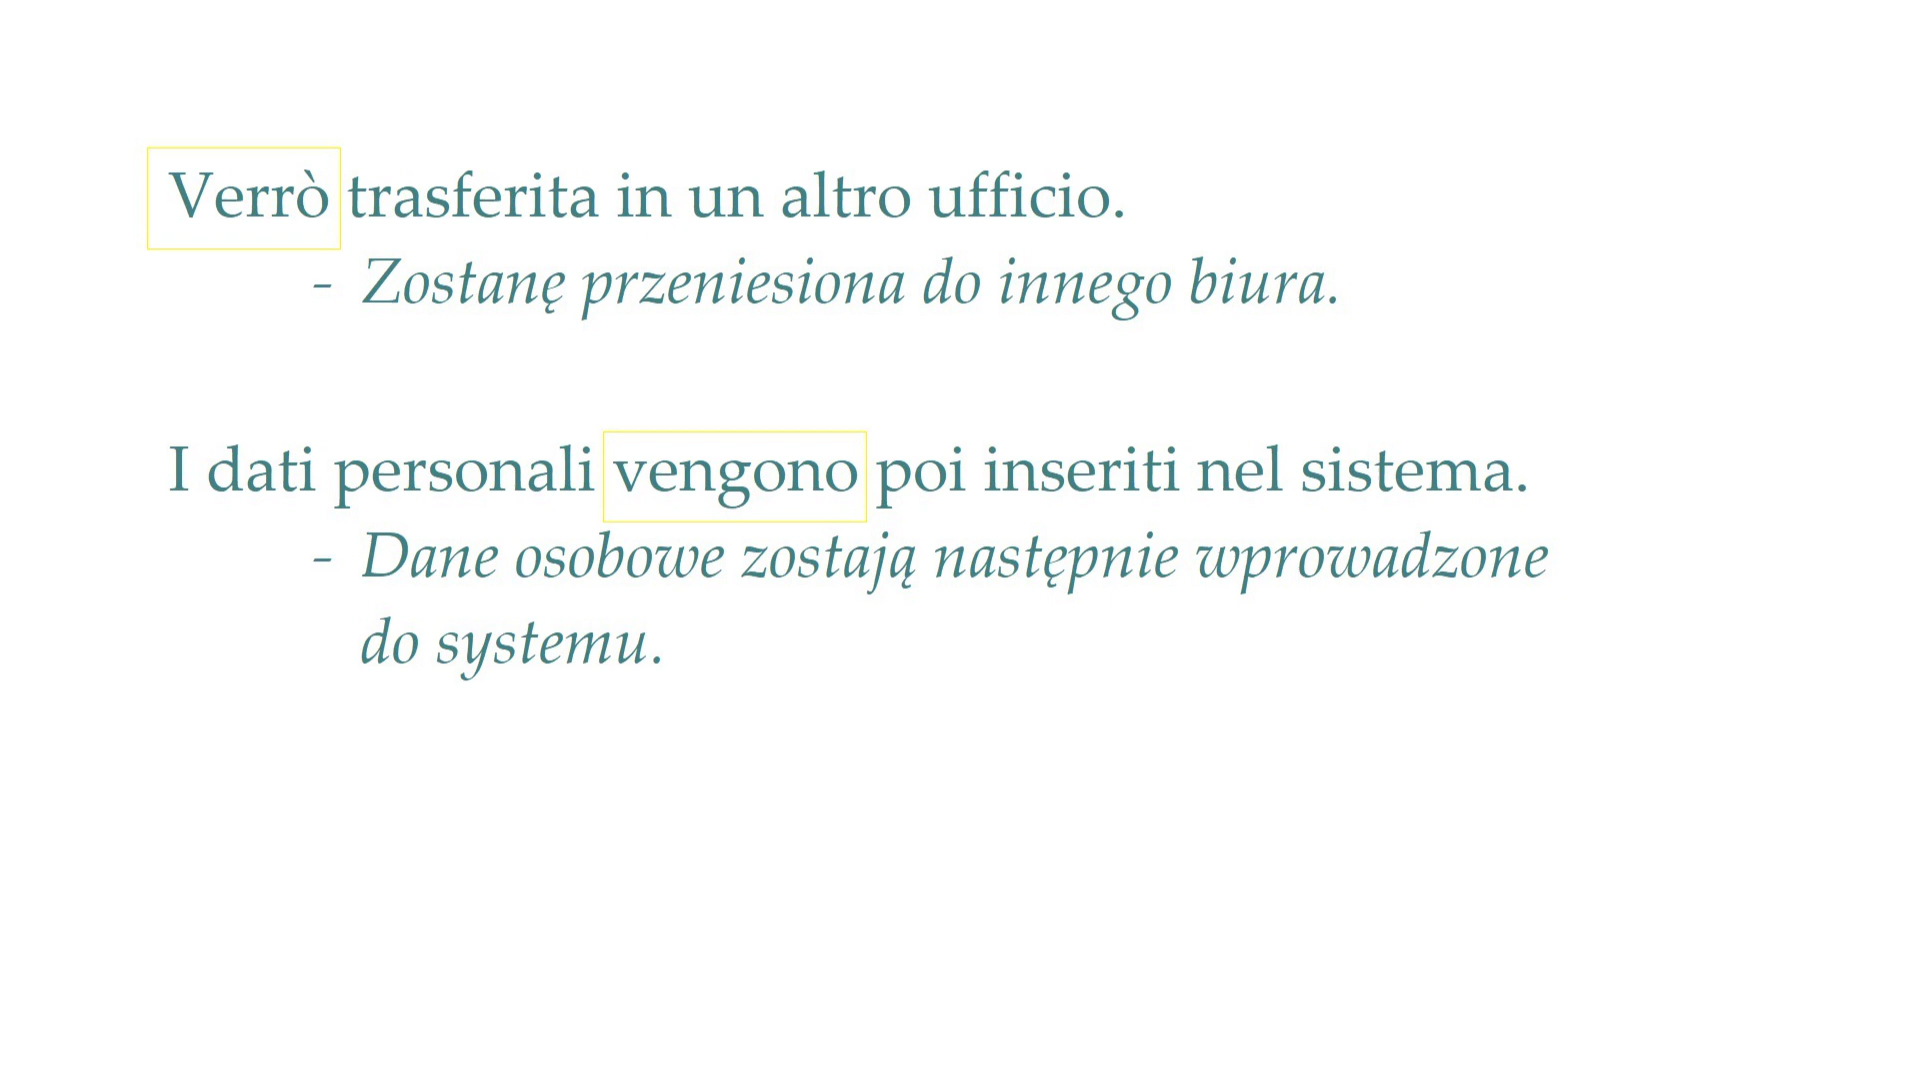 Verrò trasferita in un altro ufficio.
- Zostanę przeniesiona do innego biura.
I dati personali vengono poi inseriti nel sistema.
- Dane osobowe zostają następnie wprowadzone
do systemu.